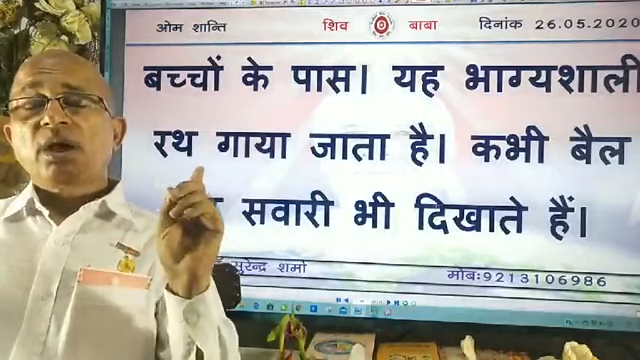 ओम शान्ति शिव बाबा दिनांक 26.05.2020
बच्चों के पास। यह भाग्यशाली
रथ गाया जाता है। कभी बैल
सवारी भी दिखाते हैं।
सुरेन्द्र शर्मा मोबः9213106986